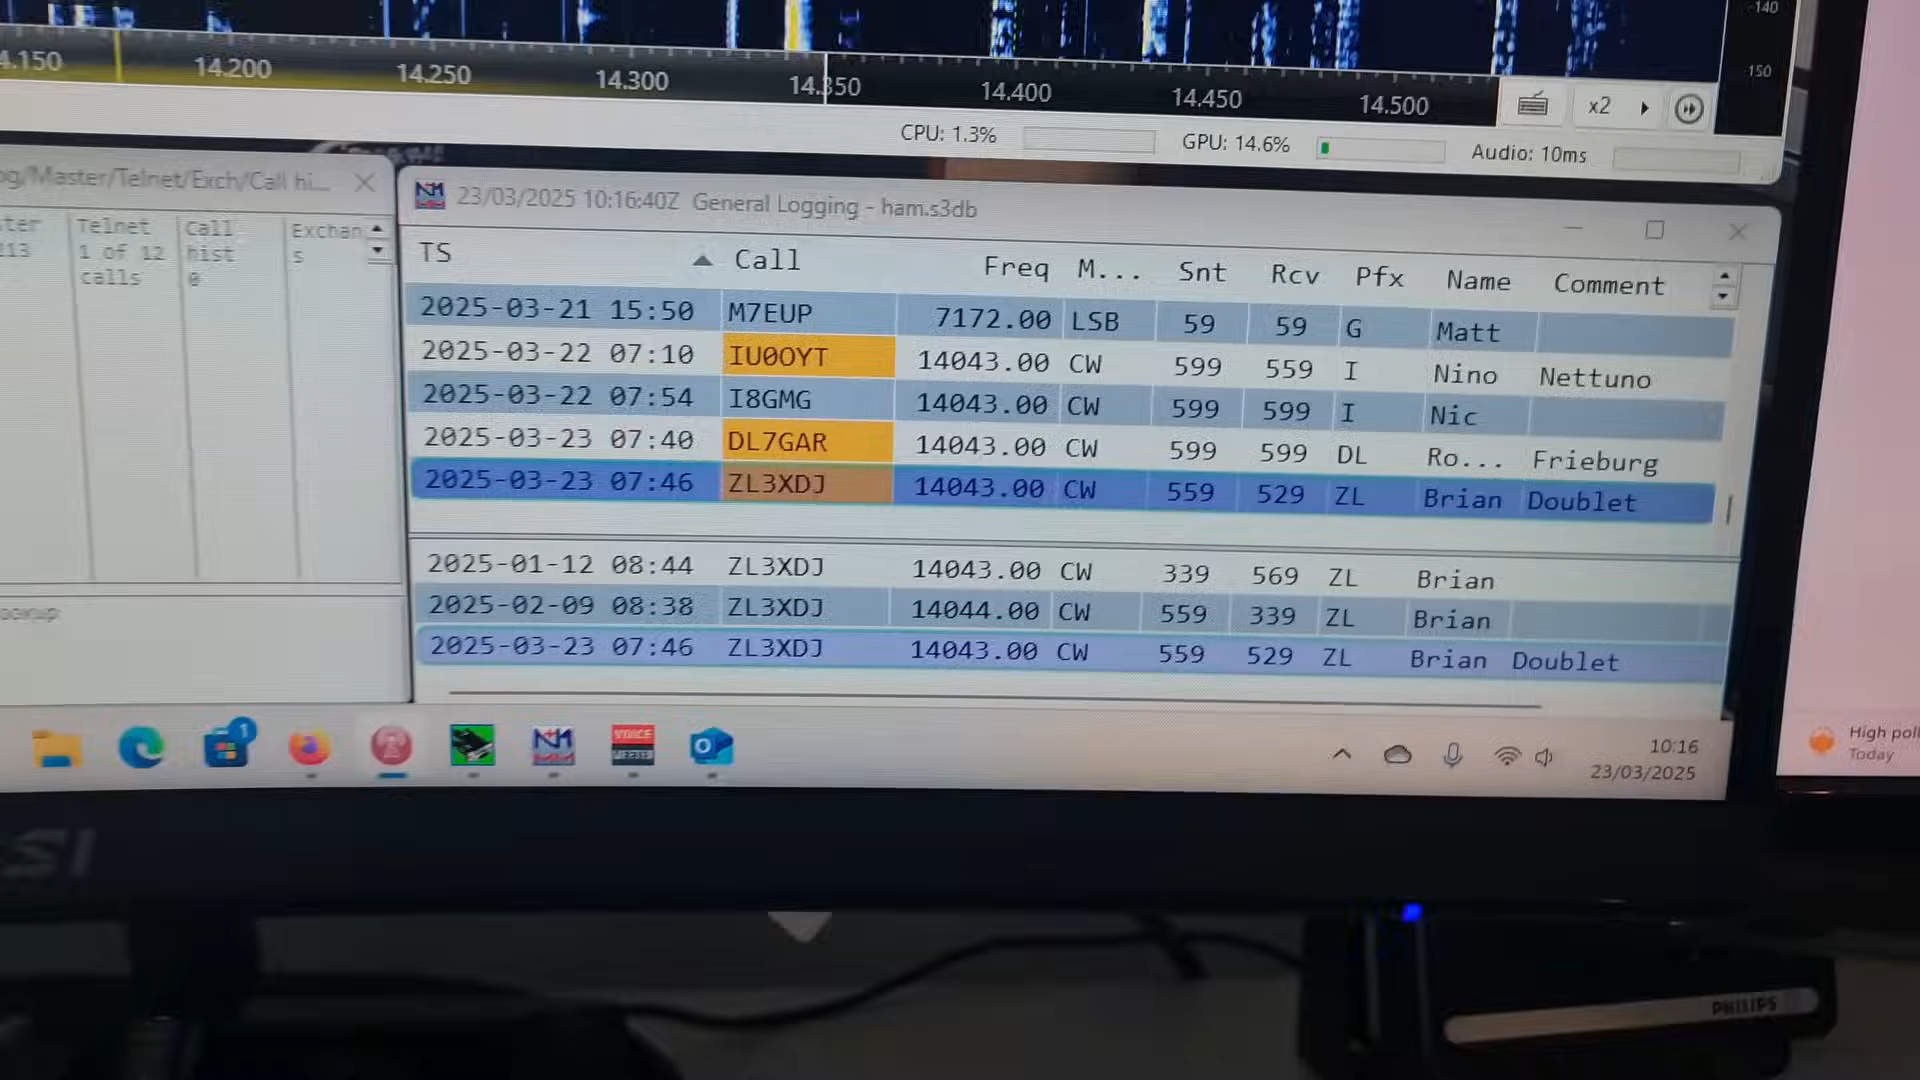 -140
-150
4.150 14.200 14.250 14.300 14.350 14.400 14.450 14.500
x2
CPU: 1.3% GPU: 14.6% Audio: 10ms
og/Master/Telnet/Exch/Call hi...
ter Telnet Call Exchan
213 1 of 12 hist s
calls 0
23/03/2025 10:16:40Z General Logging - ham.s3db
TS Call Freq M... Snt Rcv Pfx Name Comment
2025-03-21 15:50 M7EUP 7172.00 LSB 59 59 G Matt
2025-03-22 07:10 IU0OYT 14043.00 CW 599 559 I Nino Nettuno
2025-03-22 07:54 I8GMG 14043.00 CW 599 599 I Nic
2025-03-23 07:40 DL7GAR 14043.00 CW 599 599 DL Ro... Frieburg
2025-03-23 07:46 ZL3XDJ 14043.00 CW 559 529 ZL Brian Doublet
2025-01-12 08:44 ZL3XDJ 14043.00 CW 339 569 ZL Brian
2025-02-09 08:38 ZL3XDJ 14044.00 CW 559 339 ZL Brian
2025-03-23 07:46 ZL3XDJ 14043.00 CW 559 529 ZL Brian Doublet
1
N1
MM
VOICE
MEETER
10:16
23/03/2025
High poll
Today
PHILIPS